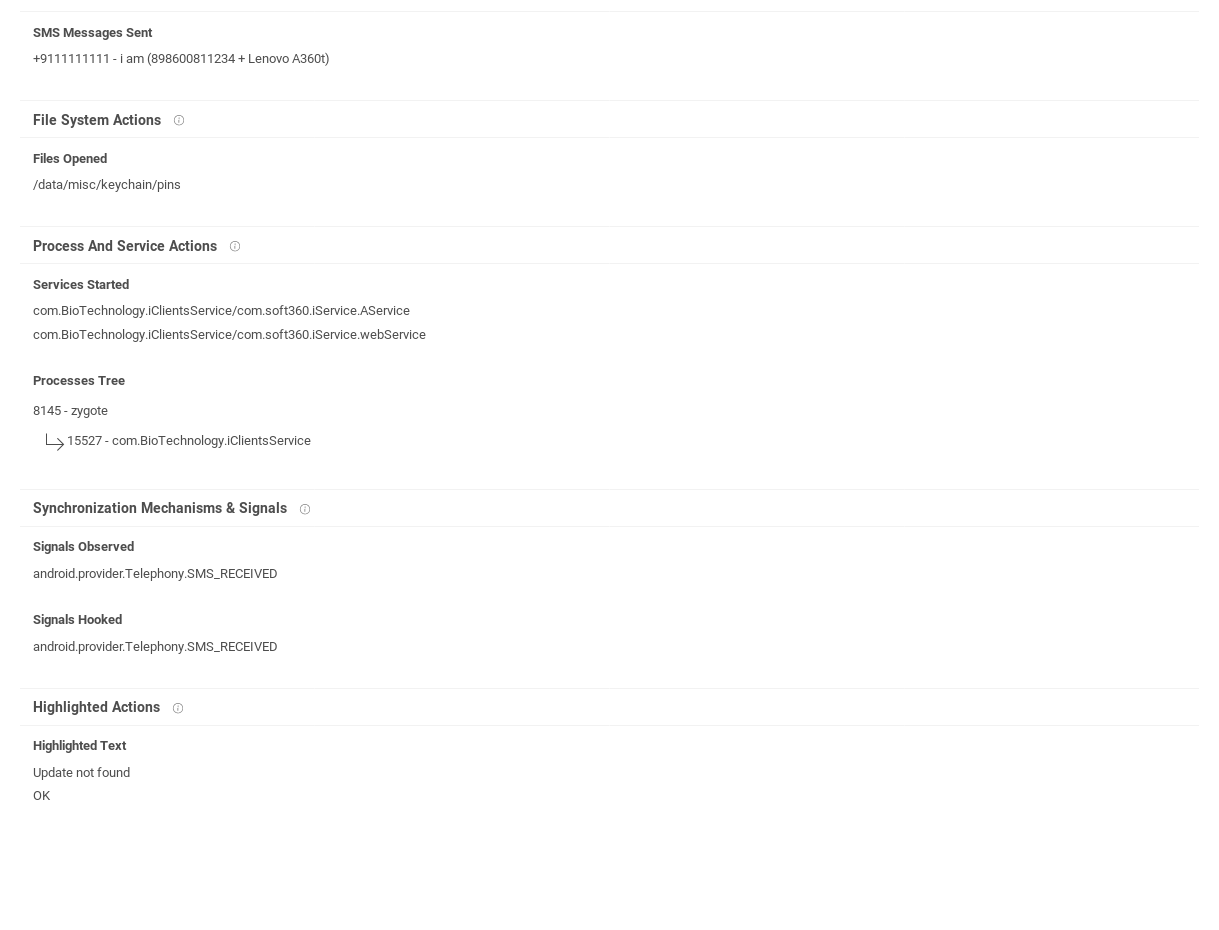 SMS Messages Sent
+9111111111 - i am (898600811234 + Lenovo A360t)
File System Actions
Files Opened
/data/misc/keychain/pins
Process And Service Actions
Services Started
com.BioTechnology.iClientsService/com.soft360.iService.AService
com.BioTechnology.iClientsService/com.soft360.iService.webService
Processes Tree
8145 - zygote
15527 - com.BioTechnology.iClientsService
Synchronization Mechanisms & Signals
Signals Observed
android.provider.Telephony.SMS_RECEIVED
Signals Hooked
android.provider.Telephony.SMS_RECEIVED
Highlighted Actions
Highlighted Text
Update not found
OK